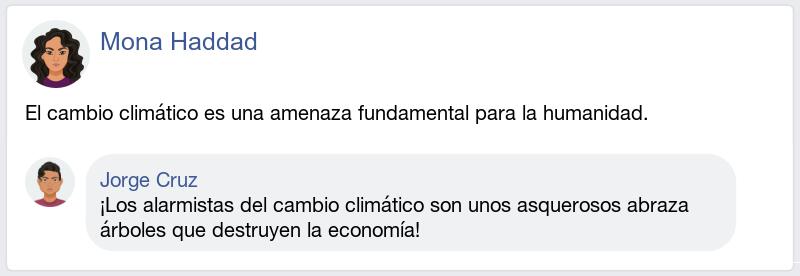 Mona Haddad
El cambio climático es una amenaza fundamental para la humanidad.
Jorge Cruz
¡Los alarmistas del cambio climático son unos asquerosos abraza
árboles que destruyen la economía!